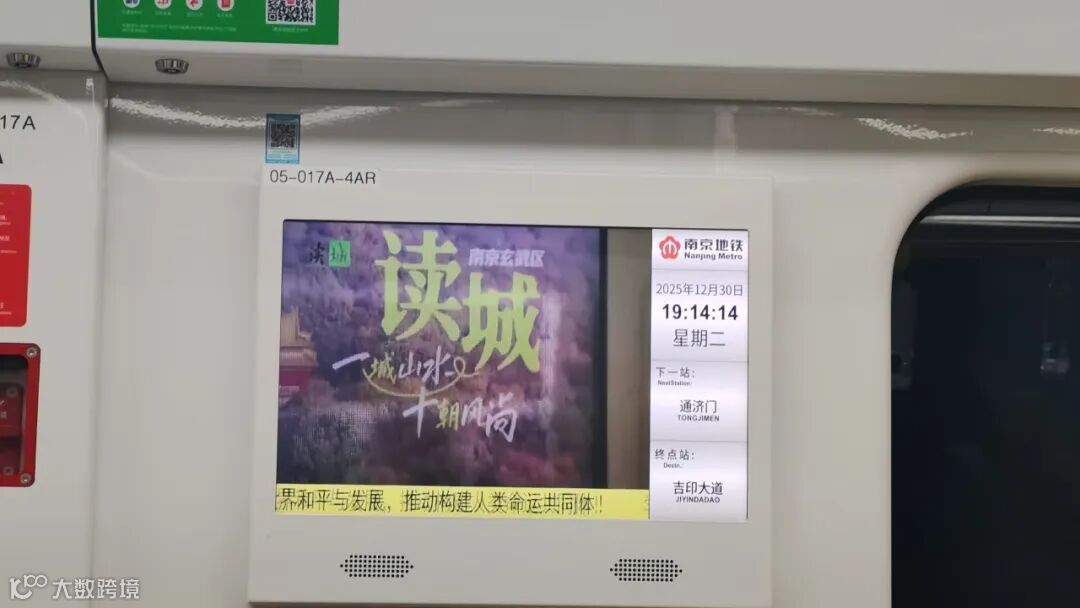 17A
05-017A-4AR
读城
南京玄武区
读城
一城山水
十朝风尚
界和平与发展，推动构建人类命运共同体!!
南京地铁
Nanjing Metro
2025年12月30日
19:14:14
星期二
下一站：
NextStation:
通济门
TONGJIMEN
终点站：
Destn.:
吉印大道
JIYINDADAO
大数跨境